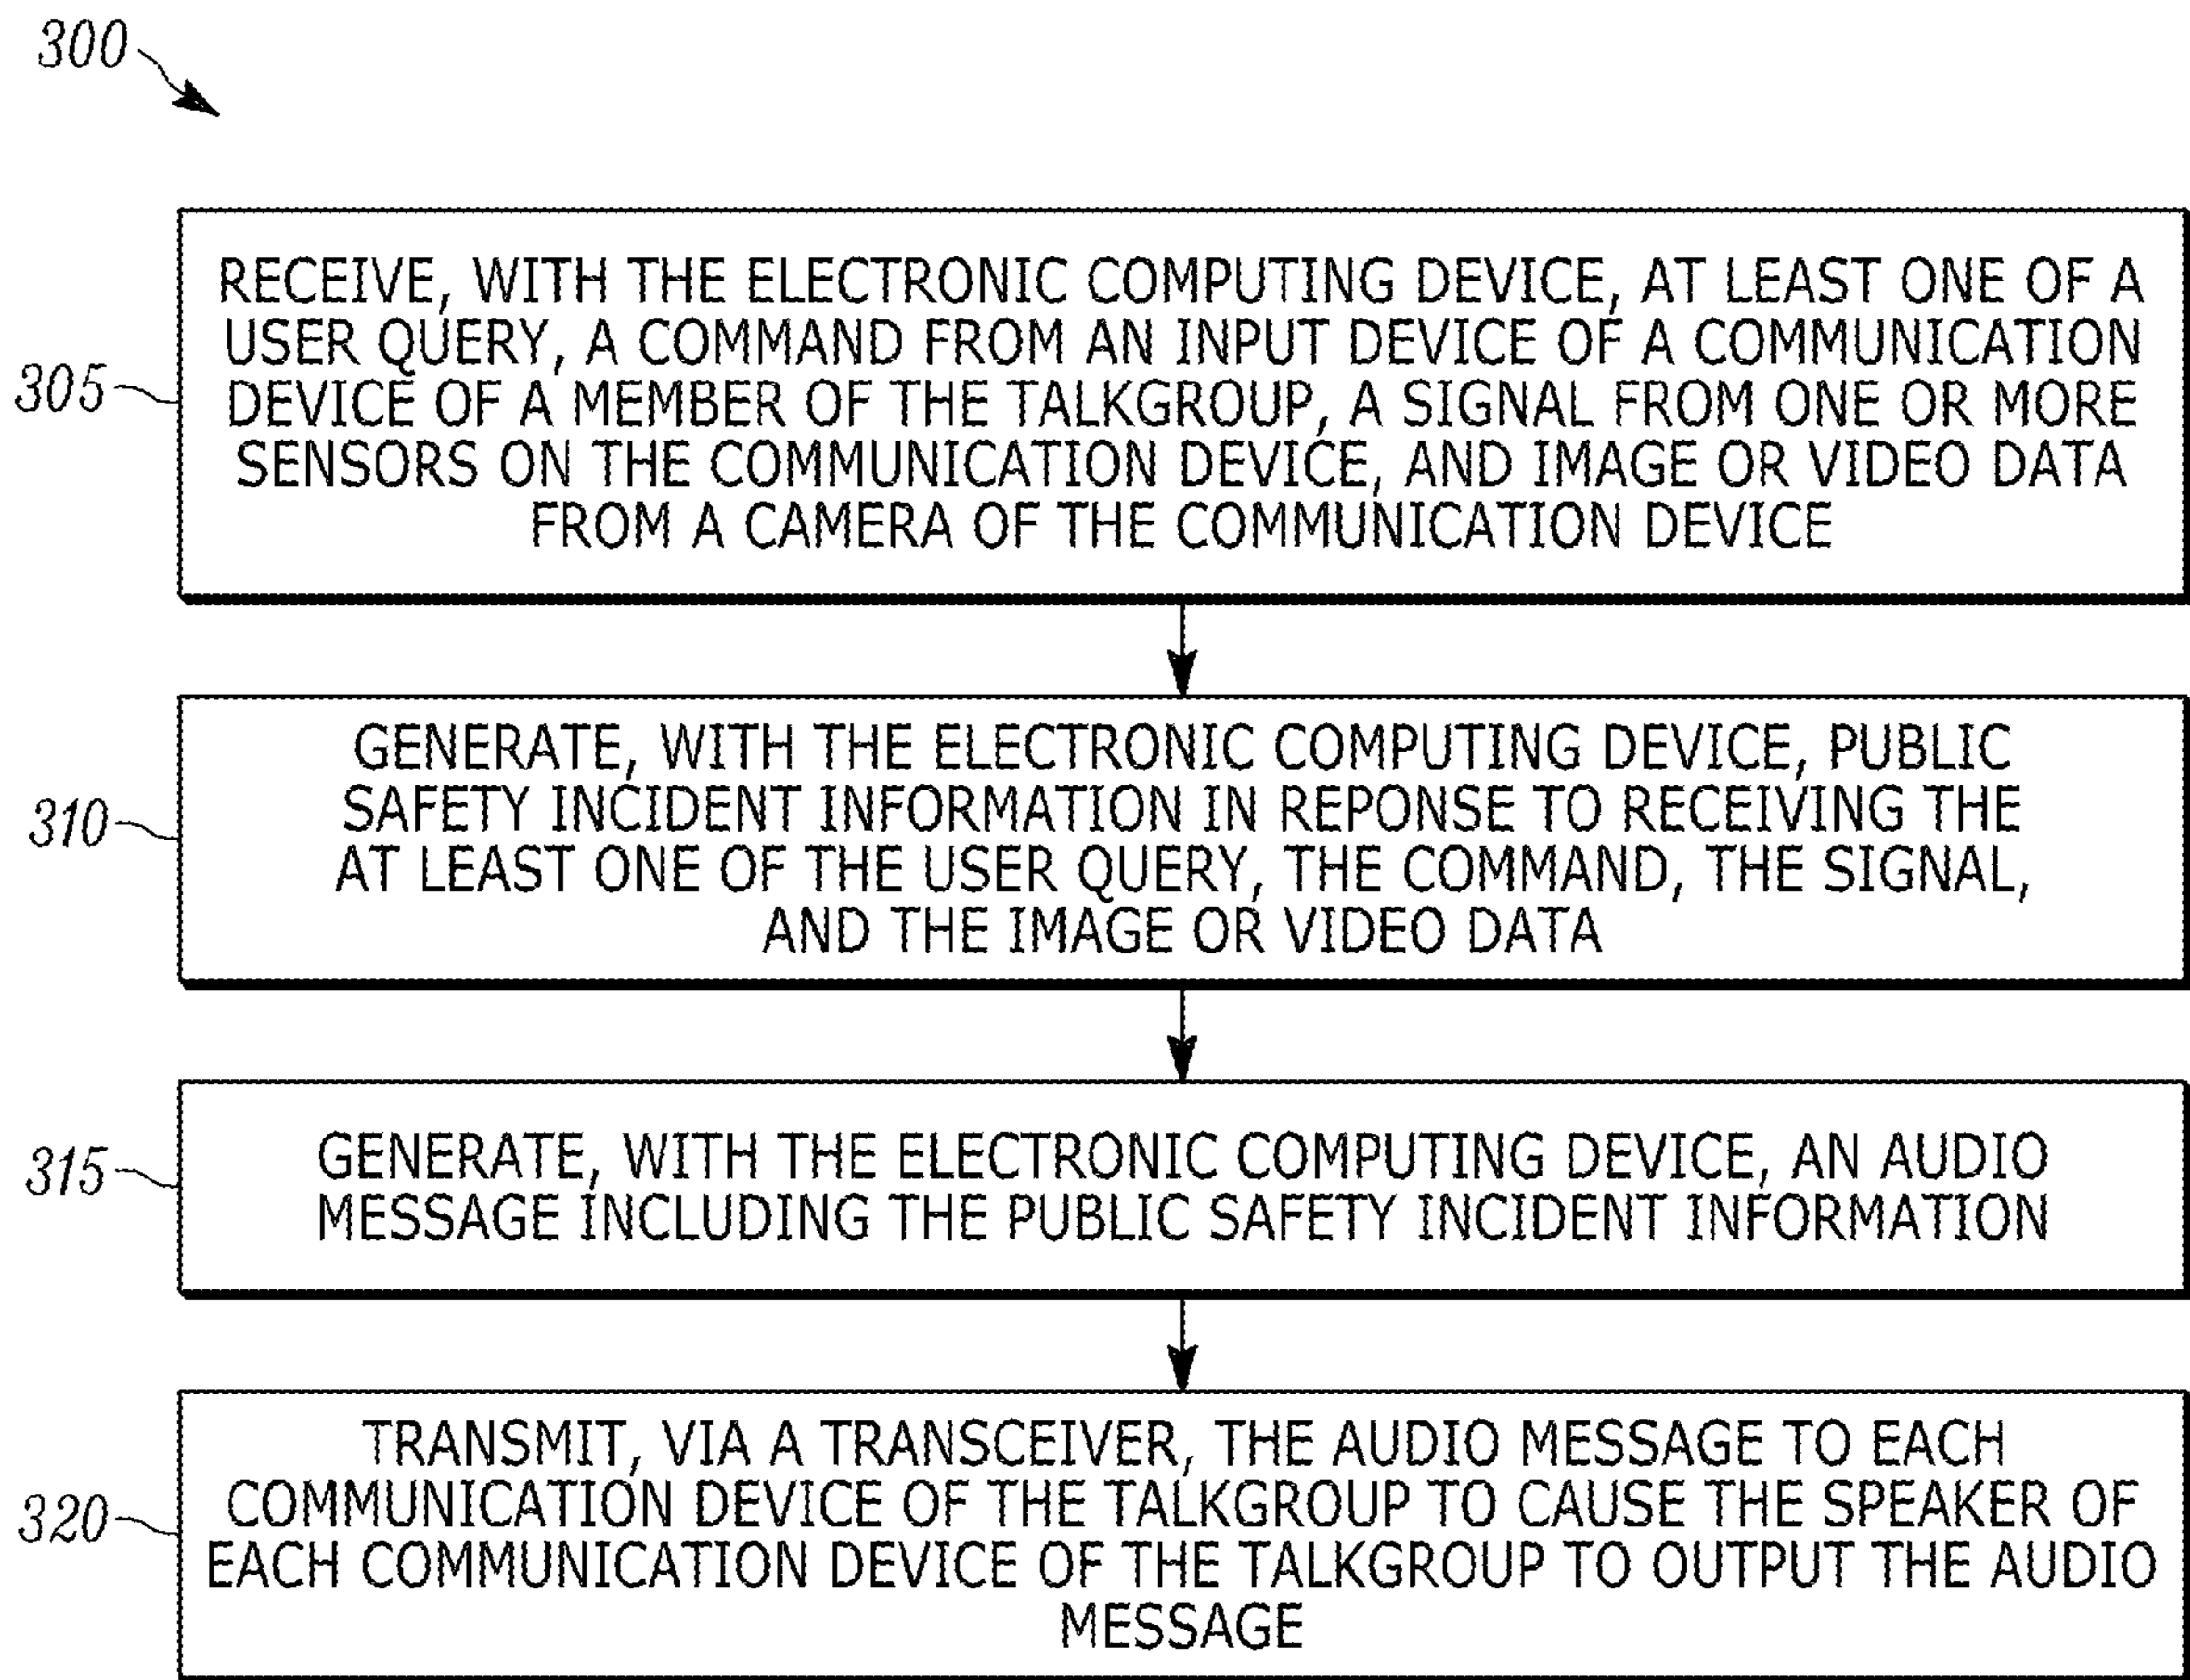 300
305
RECEIVE, WITH THE ELECTRONIC COMPUTING DEVICE, AT LEAST ONE OF A
USER QUERY, A COMMAND FROM AN INPUT DEVICE OF A COMMUNICATION
DEVICE OF A MEMBER OF THE TALKGROUP, A SIGNAL FROM ONE OR MORE
SENSORS ON THE COMMUNICATION DEVICE, AND IMAGE OR VIDEO DATA
FROM A CAMERA OF THE COMMUNICATION DEVICE
310
GENERATE, WITH THE ELECTRONIC COMPUTING DEVICE, PUBLIC
SAFETY INCIDENT INFORMATION IN REPONSE TO RECEIVING THE
AT LEAST ONE OF THE USER QUERY, THE COMMAND, THE SIGNAL,
AND THE IMAGE OR VIDEO DATA
315
GENERATE, WITH THE ELECTRONIC COMPUTING DEVICE, AN AUDIO
MESSAGE INCLUDING THE PUBLIC SAFETY INCIDENT INFORMATION
320
TRANSMIT, VIA A TRANSCEIVER, THE AUDIO MESSAGE TO EACH
COMMUNICATION DEVICE OF THE TALKGROUP TO CAUSE THE SPEAKER OF
EACH COMMUNICATION DEVICE OF THE TALKGROUP TO OUTPUT THE AUDIO
MESSAGE